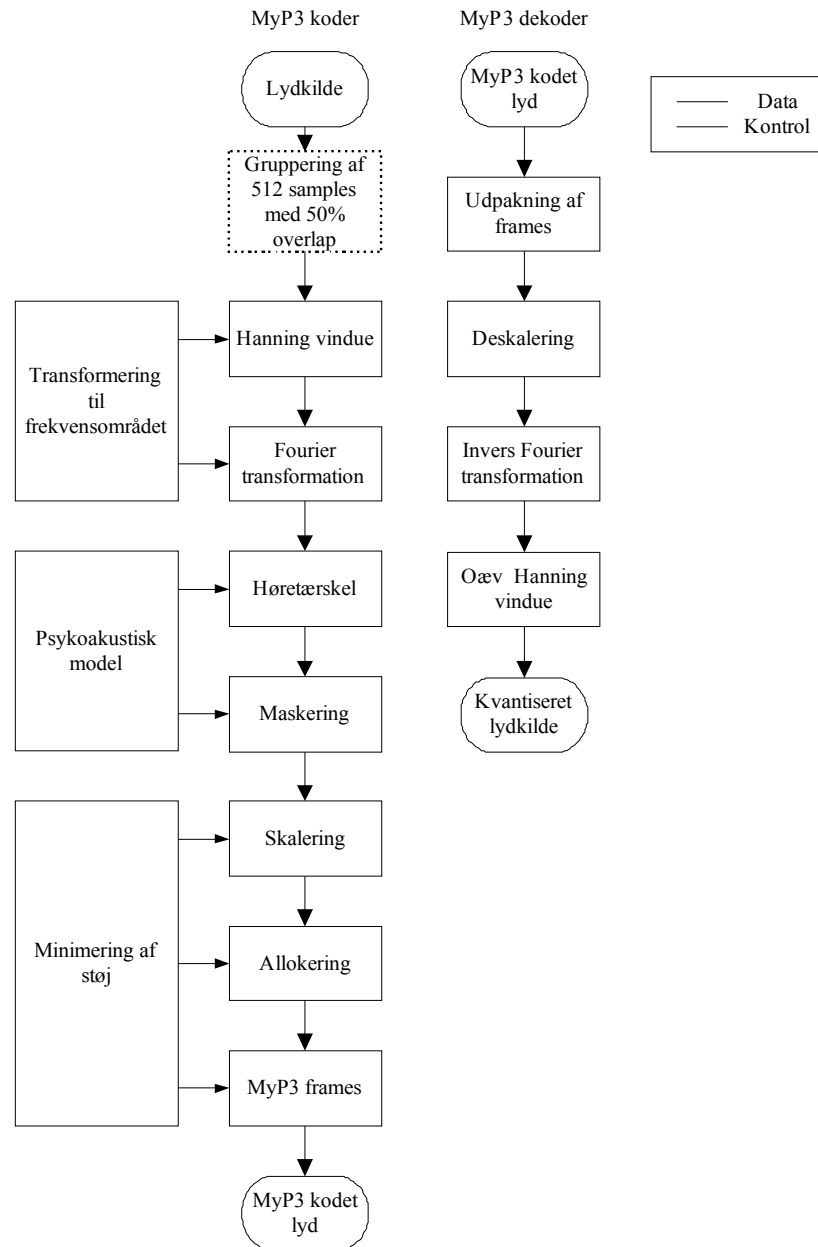 MyP3 koder
Lydkilde
Gruppering af
512 samples
med 50%
overlap
Hanning vindue
Fourier
transformation
Høretærskel
Maskering
Skalering
Allokering
MyP3 frames
MyP3 kodet
lyd
Transformering
til
frekvensområdet
Psykoakustisk
model
Minimering af
støj
MyP3 dekoder
MyP3 kodet
lyd
Udpakning af
frames
Deskalering
Invers Fourier
transformation
Oæv Hanning
vindue
Kvantiseret
lydkilde
Data
Kontrol